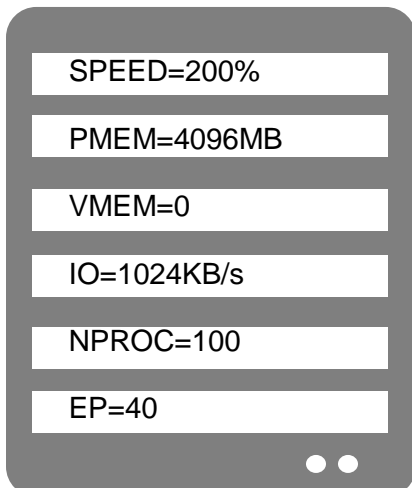 SPEED=200%
PMEM=4096MB
VMEM=0
IO=1024KB/s
NPROC=100
EP=40